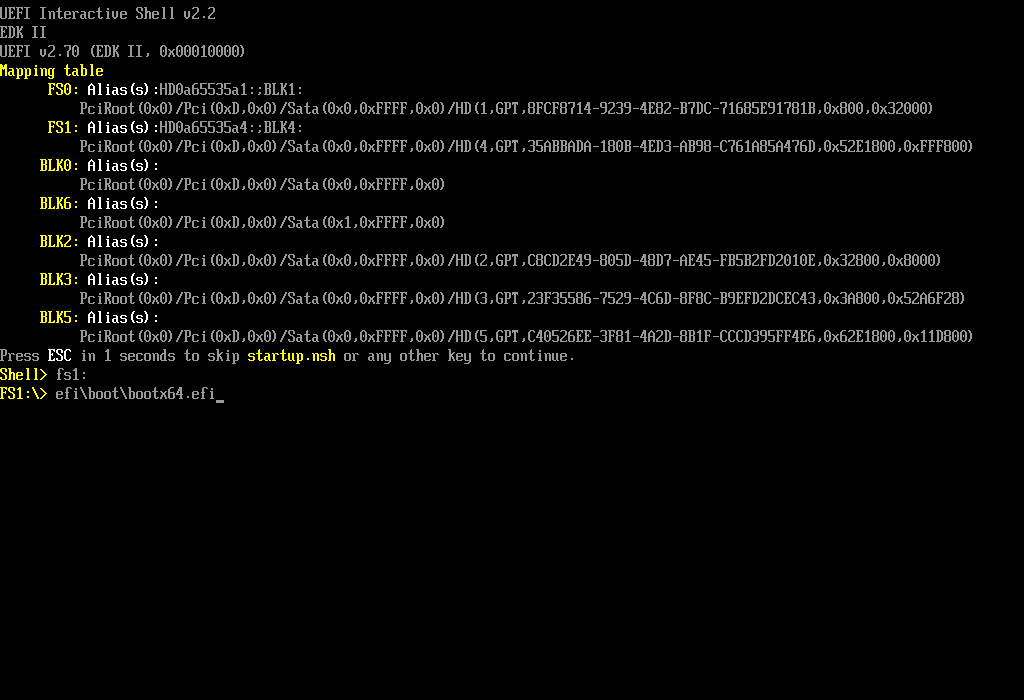 UEFI Interactive Shell v2.2
EDK II
UEFI v2.70 (EDK II, 0x00010000)
Mapping table
FS0: Alias(s):HD0a65535a1:;BLK1:
PciRoot(0x0)/Pci(0xD,0x0)/Sata(0x0,0xFFFF,0x0)/HD(1,GPT,8FCF8714-9239-4E82-B7DC-71685E91781B,0x800,0x32000)
FS1: Alias(s):HD0a65535a4:;BLK4:
PciRoot(0x0)/Pci(0xD,0x0)/Sata(0x0,0xFFFF,0x0)/HD(4,GPT,35ABBADA-180B-4ED3-AB98-C761A85A476D,0x52E1800,0xFFF800)
BLK0: Alias(s):
PciRoot(0x0)/Pci(0xD,0x0)/Sata(0x0,0xFFFF,0x0)
BLK6: Alias(s):
PciRoot(0x0)/Pci(0xD,0x0)/Sata(0x1,0xFFFF,0x0)
BLK2: Alias(s):
PciRoot(0x0)/Pci(0xD,0x0)/Sata(0x0,0xFFFF,0x0)/HD(2,GPT,C8CD2E49-805D-48D7-AE45-FB5B2FD2010E,0x32800,0x8000)
BLK3: Alias(s):
PciRoot(0x0)/Pci(0xD,0x0)/Sata(0x0,0xFFFF,0x0)/HD(3,GPT,23F35586-7529-4C6D-8F8C-B9EFD2DCEC43,0x3A800,0x52A6F28)
BLK5: Alias(s):
PciRoot(0x0)/Pci(0xD,0x0)/Sata(0x0,0xFFFF,0x0)/HD(5,GPT,C40526EE-3F81-4A2D-8B1F-CCCD395FF4E6,0x62E1800,0x11D800)
Press ESC in 1 seconds to skip startup.nsh or any other key to continue.
Shell> fs1:
FS1:\> efi\boot\bootx64.efi_